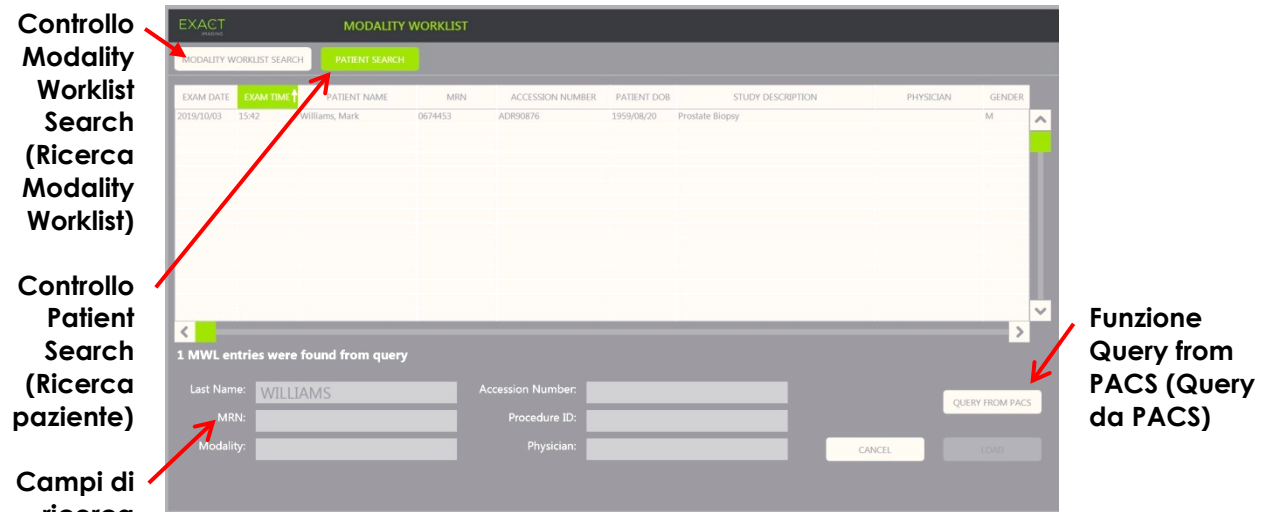 Controllo
Modality
Worklist
Search
(Ricerca
Modality
Worklist)
Controllo
Patient
Search
(Ricerca
paziente)
Campi di
ricerca
EXACT
IMAGING
MODALITY WORKLIST
MODALITY WORKLIST SEARCH PATIENT SEARCH
EXAM DATE EXAM TIME PATIENT NAME MRN ACCESSION NUMBER PATIENT DOB STUDY DESCRIPTION PHYSICIAN GENDER
2019/10/03 15:42 Williams, Mark 0674453 ADR90876 1959/08/20 Prostate Biopsy M
1 MWL entries were found from query
Last Name: WILLIAMS Accession Number:
MRN: Procedure ID:
Modality: Physician:
QUERY FROM PACS
CANCEL LOAD
Funzione
Query from
PACS (Query
da PACS)